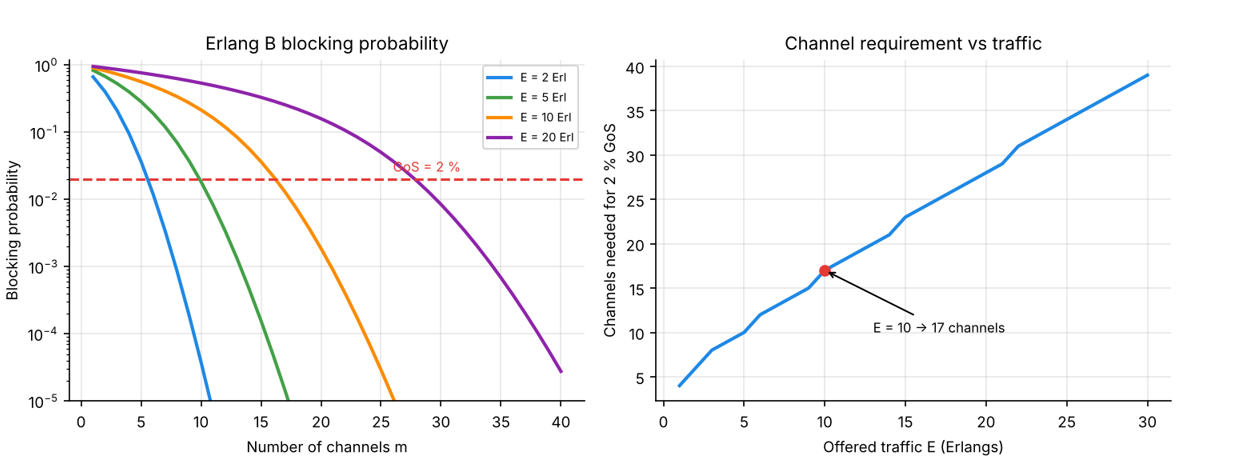 Erlang B blocking probability
Blocking probability
10⁰
10⁻¹
10⁻²
10⁻³
10⁻⁴
10⁻⁵
E = 2 Erl
E = 5 Erl
E = 10 Erl
E = 20 Erl
GoS = 2 %
0 5 10 15 20 25 30 35 40
Number of channels m
Channel requirement vs traffic
Channels needed for 2 % GoS
40
35
30
25
20
15
10
5
E = 10 → 17 channels
0 5 10 15 20 25 30
Offered traffic E (Erlangs)